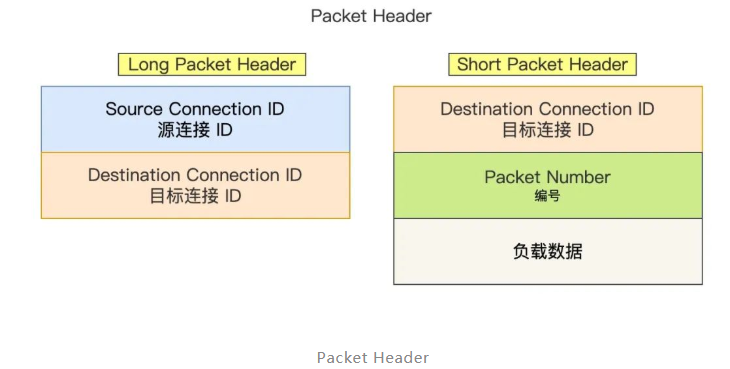 Packet Header
Long Packet Header
Source Connection ID
源连接 ID
Destination Connection ID
目标连接 ID
Short Packet Header
Destination Connection ID
目标连接 ID
Packet Number
编号
负载数据
Packet Header